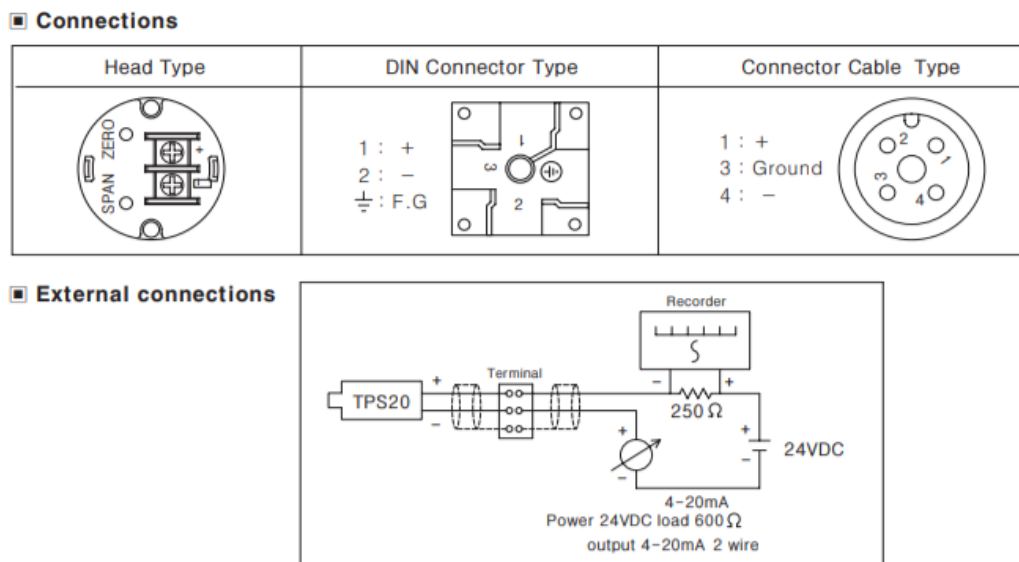 ▣ Connections
Head Type
DIN Connector Type
Connector Cable Type
ZERO
SPAN
+
1 : +
2 : −
⏚ : F.G
1
3
2
1 : +
3 : Ground
4 : −
2
1
3
4
▣ External connections
Recorder
− +
250Ω
Terminal
TPS20
+
−
+
−
+
−
24VDC
4-20mA
Power 24VDC load 600Ω
output 4-20mA 2 wire